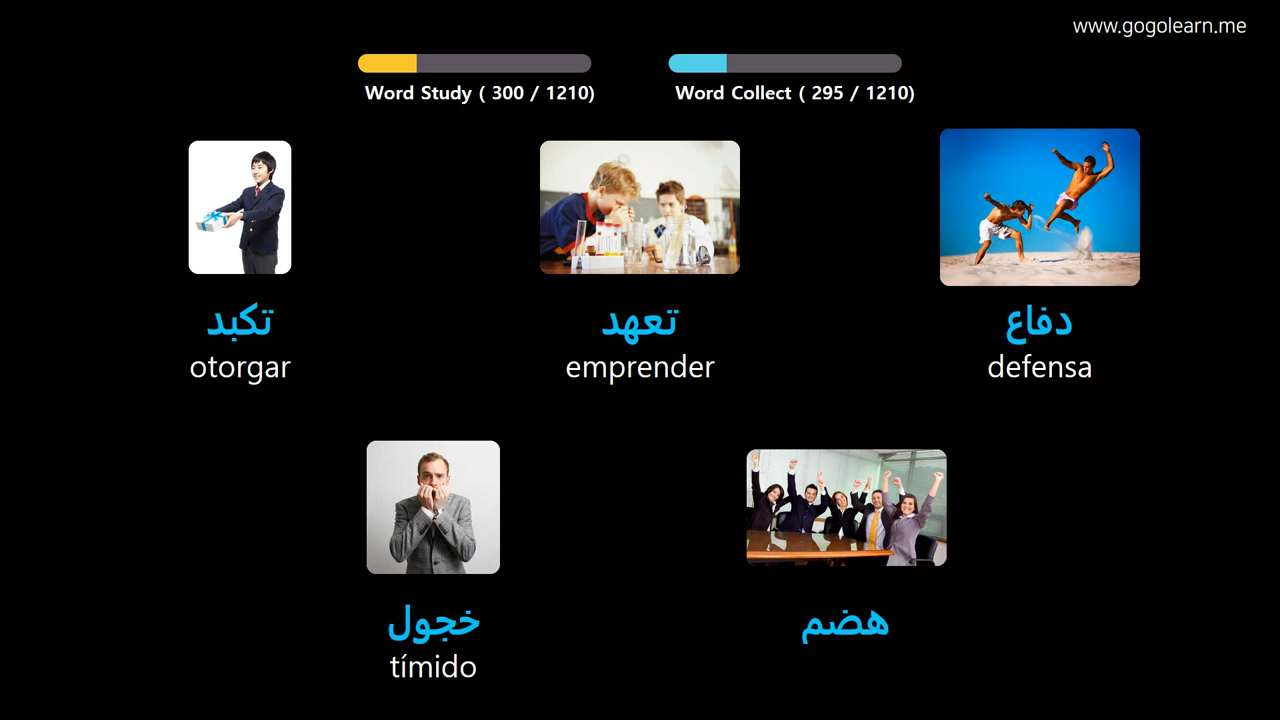 www.gogolearn.me
Word Study ( 300 / 1210)
Word Collect ( 295 / 1210)
تكبد
otorgar
تعهد
emprender
دفاع
defensa
خجول
tímido
هضم